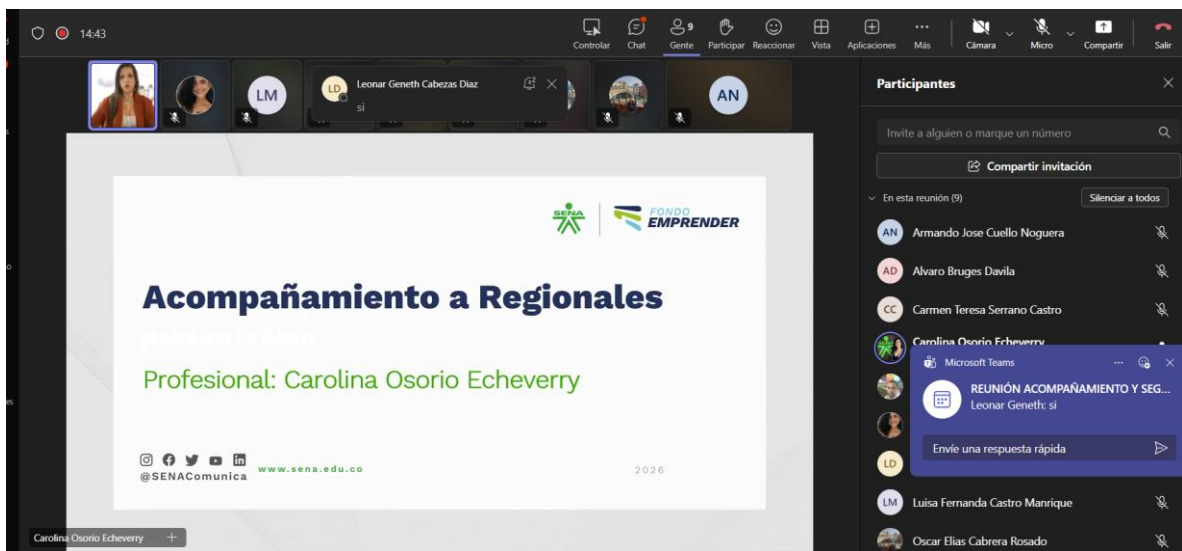 14:43
Controlar
Chat
Gente 9
Participar
Reaccionar
Vista
Aplicaciones
Más
Cámara
Micro
Compartir
Salir
LM
LD
Leonar Geneth Cabezas Diaz
si
AN
SENA
FONDO
EMPRENDER
Acompañamiento a Regionales
Profesional: Carolina Osorio Echeverry
@SENAComunica
www.sena.edu.co
2026
Carolina Osorio Echeverry
Participantes
Invite a alguien o marque un número
Compartir invitación
En esta reunión (9)
Silenciar a todos
AN
Armando Jose Cuello Noguera
AD
Alvaro Bruges Davila
CC
Carmen Teresa Serrano Castro
Carolina Osorio Echeverry
Microsoft Teams
REUNIÓN ACOMPAÑAMIENTO Y SEG...
Leonar Geneth: si
Envíe una respuesta rápida
LD
LM
Luisa Fernanda Castro Manrique
Oscar Elias Cabrera Rosado